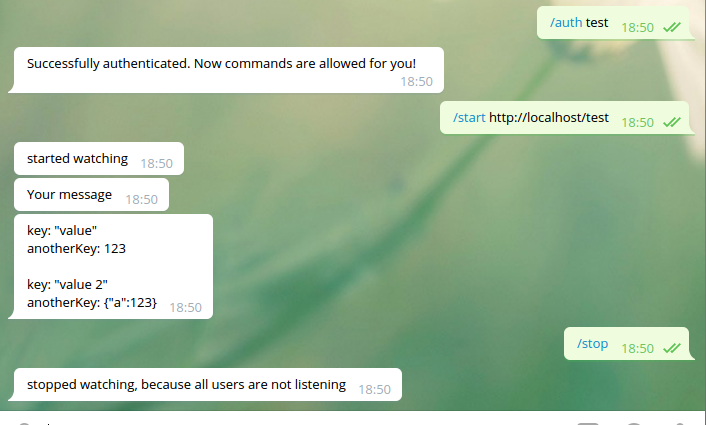 /auth test
18:50
Successfully authenticated. Now commands are allowed for you!
18:50
/start http://localhost/test
18:50
started watching 18:50
Your message 18:50
key: "value"
anotherKey: 123
key: "value 2"
anotherKey: {"a":123} 18:50
/stop 18:50
stopped watching, because all users are not listening 18:50